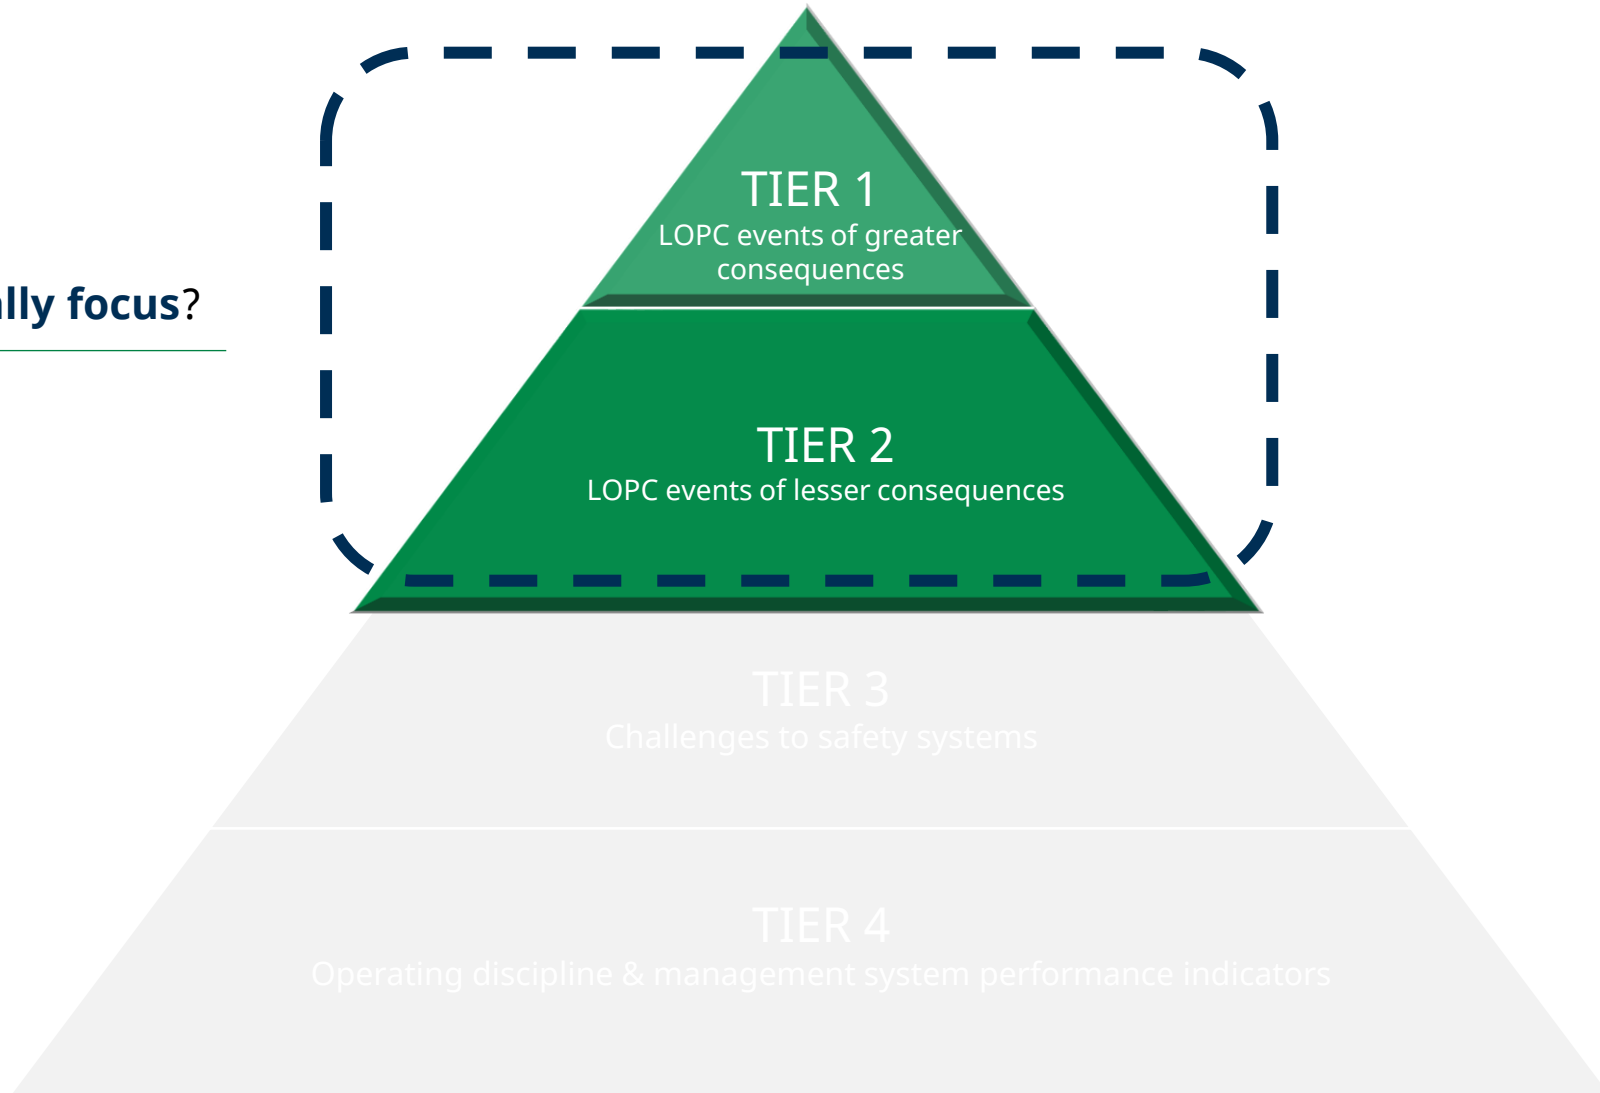 TIER 1
LOPC events of greater
consequences
focus?
TIER 2
LOPC events of lesser consequences
TIER 3
Challenges to safety systems
TIER 4
Operating discipline & management system performance indicators